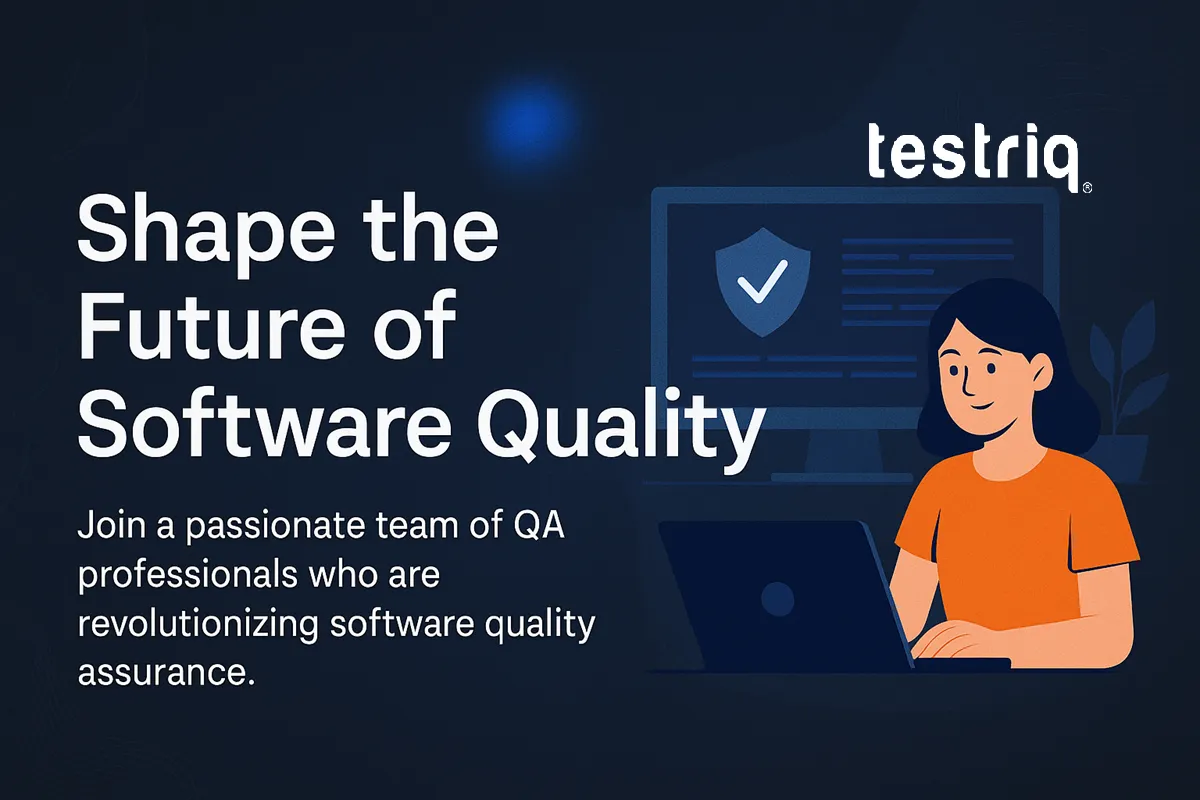 testriq®
Shape the
Future of
Software Quality
Join a passionate team of QA
professionals who are
revolutionizing software quality
assurance.